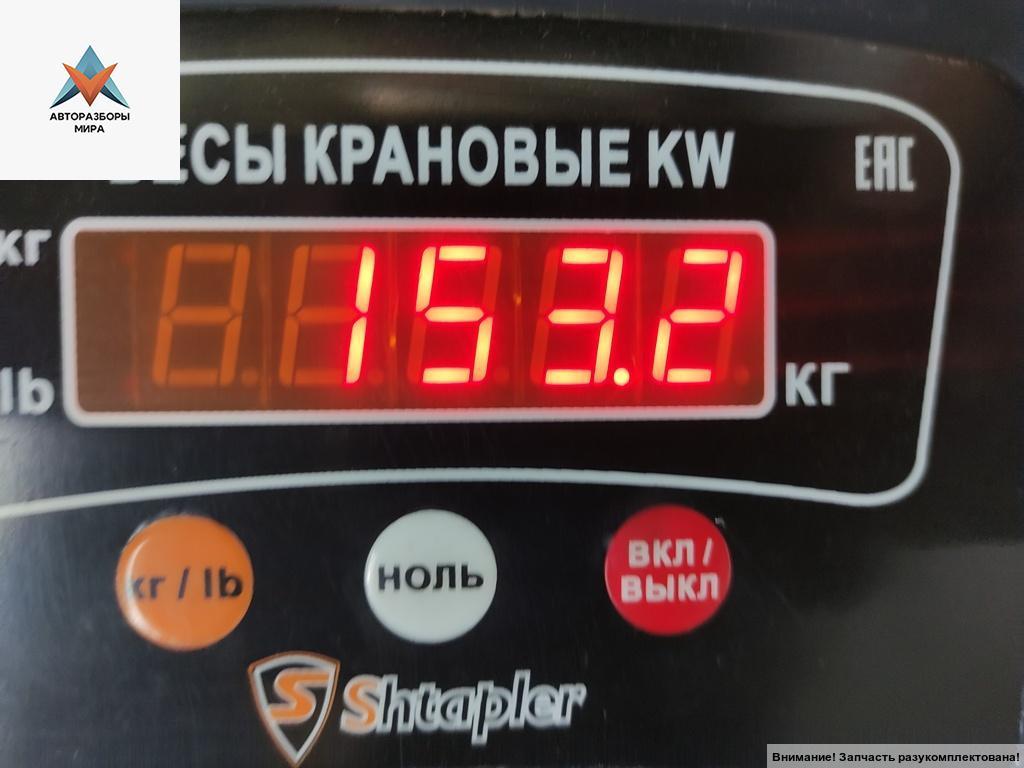 АВТОРАЗБОРЫ
МИРА
ВЕСЫ КРАНОВЫЕ KW
EAC
кг
153.2
lb
кг
кг / lb
НОЛЬ
ВКЛ /
ВЫКЛ
S Shtapler
Внимание! Запчасть разукомплектована!